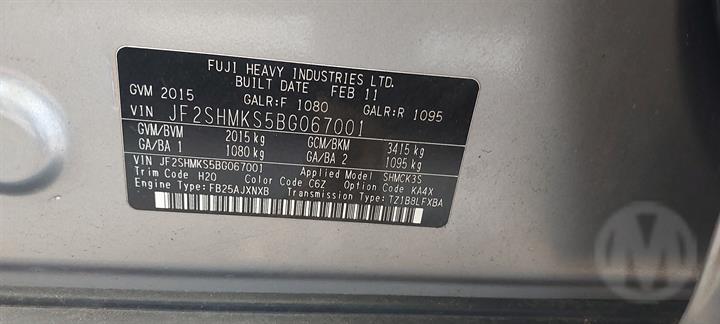 FUJI HEAVY INDUSTRIES LTD.
BUILT DATE FEB 11
GVM 2015 GALR:F 1080 GALR:R 1095
VIN JF2SHMKS5BG067001
GVM/BVM 2015 kg GCM/BKM 3415 kg
GA/BA 1 1080 kg GA/BA 2 1095 kg
VIN JF2SHMKS5BG067001 Applied Model SHMCK3S
Trim Code H20 Color Code C6Z Option Code KA4X
Engine Type: FB25AJXNXB Transmission Type: TZ1B8LFXBA
M